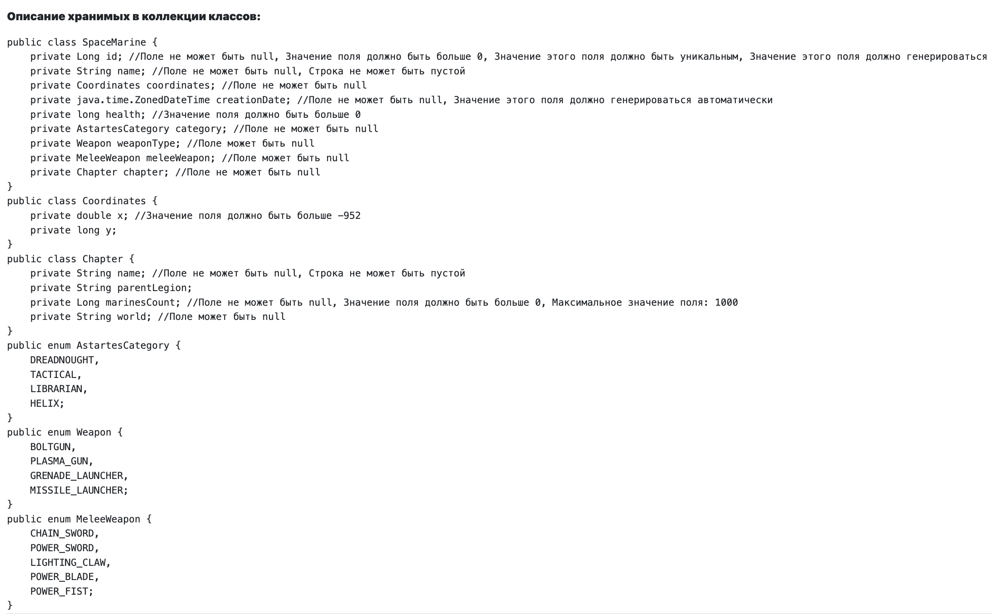 Описание хранимых в коллекции классов:
public class SpaceMarine {
    private Long id; //Поле не может быть null, Значение поля должно быть больше 0, Значение этого поля должно быть уникальным, Значение этого поля должно генерироваться
    private String name; //Поле не может быть null, Строка не может быть пустой
    private Coordinates coordinates; //Поле не может быть null
    private java.time.ZonedDateTime creationDate; //Поле не может быть null, Значение этого поля должно генерироваться автоматически
    private long health; //Значение поля должно быть больше 0
    private AstartesCategory category; //Поле не может быть null
    private Weapon weaponType; //Поле может быть null
    private MeleeWeapon meleeWeapon; //Поле может быть null
    private Chapter chapter; //Поле не может быть null
}
public class Coordinates {
    private double x; //Значение поля должно быть больше -952
    private long y;
}
public class Chapter {
    private String name; //Поле не может быть null, Строка не может быть пустой
    private String parentLegion;
    private Long marinesCount; //Поле не может быть null, Значение поля должно быть больше 0, Максимальное значение поля: 1000
    private String world; //Поле может быть null
}
public enum AstartesCategory {
    DREADNOUGHT,
    TACTICAL,
    LIBRARIAN,
    HELIX;
}
public enum Weapon {
    BOLTGUN,
    PLASMA_GUN,
    GRENADE_LAUNCHER,
    MISSILE_LAUNCHER;
}
public enum MeleeWeapon {
    CHAIN_SWORD,
    POWER_SWORD,
    LIGHTING_CLAW,
    POWER_BLADE,
    POWER_FIST;
}